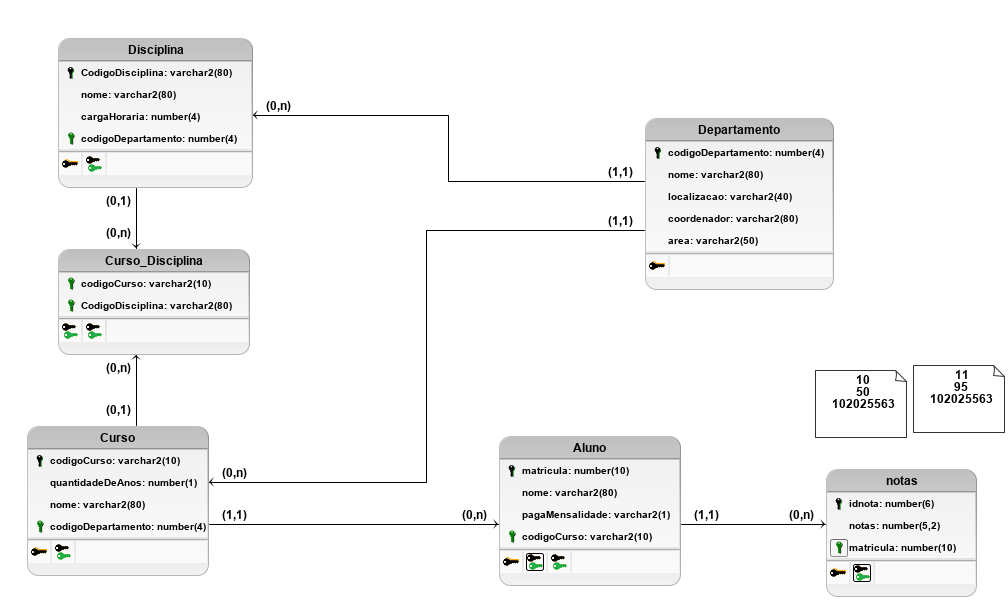 Disciplina
CodigoDisciplina: varchar2(80)
nome: varchar2(80)
cargaHoraria: number(4)
codigoDepartamento: number(4)
(0,n)
(0,1)
(0,n)
Departamento
codigoDepartamento: number(4)
nome: varchar2(80)
localizacao: varchar2(40)
coordenador: varchar2(80)
area: varchar2(50)
(1,1)
(1,1)
Curso_Disciplina
codigoCurso: varchar2(10)
CodigoDisciplina: varchar2(80)
(0,n)
(0,1)
10
50
102025563
11
95
102025563
Curso
codigoCurso: varchar2(10)
quantidadeDeAnos: number(1)
nome: varchar2(80)
codigoDepartamento: number(4)
(0,n)
(1,1)
(0,n)
Aluno
matricula: number(10)
nome: varchar2(80)
pagaMensalidade: varchar2(1)
codigoCurso: varchar2(10)
(1,1)
(0,n)
notas
idnota: number(6)
notas: number(5,2)
matricula: number(10)